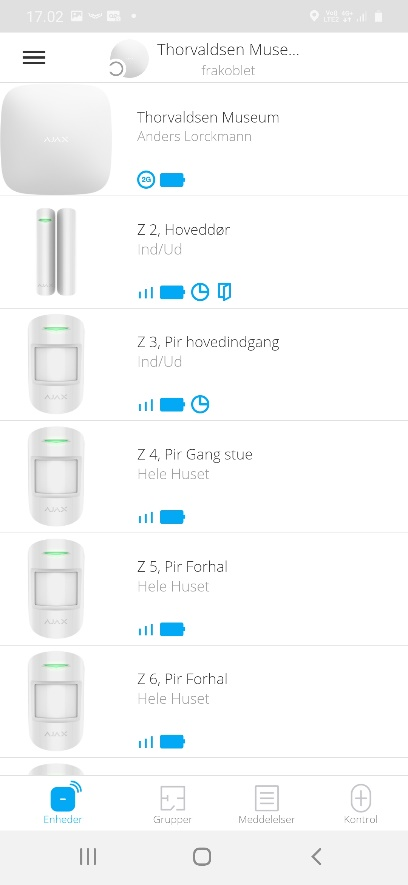 17.02
Thorvaldsen Muse...
frakoblet
AJAX
Thorvaldsen Museum
Anders Lorckmann
2G
Z 2, Hoveddør
Ind/Ud
Z 3, Pir hovedindgang
Ind/Ud
AJAX
Z 4, Pir Gang stue
Hele Huset
AJAX
Z 5, Pir Forhal
Hele Huset
AJAX
Z 6, Pir Forhal
Hele Huset
AJAX
Enheder
Grupper
Meddelelser
Kontrol